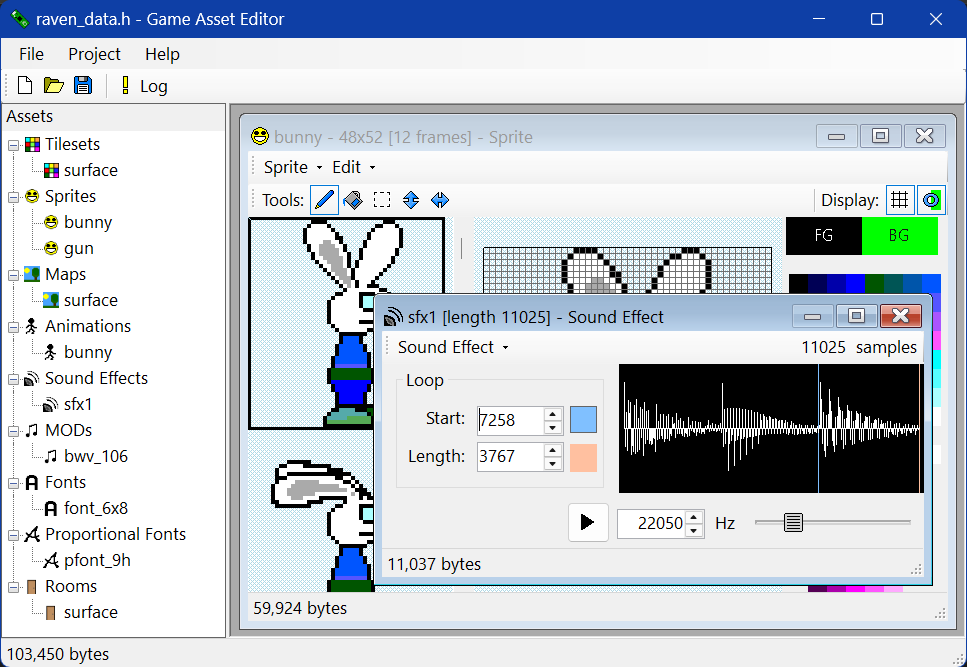 raven_data.h - Game Asset Editor
File Project Help
Log
Assets
Tilesets
surface
Sprites
bunny
gun
Maps
surface
Animations
bunny
Sound Effects
sfx1
MODs
bwv_106
Fonts
font_6x8
Proportional Fonts
pfont_9h
Rooms
surface
103,450 bytes
bunny - 48x52 [12 frames] - Sprite
Sprite Edit
Tools: Display:
FG BG
59,924 bytes
sfx1 [length 11025] - Sound Effect
Sound Effect 11025 samples
Loop
Start: 7258
Length: 3767
22050 Hz
11,037 bytes